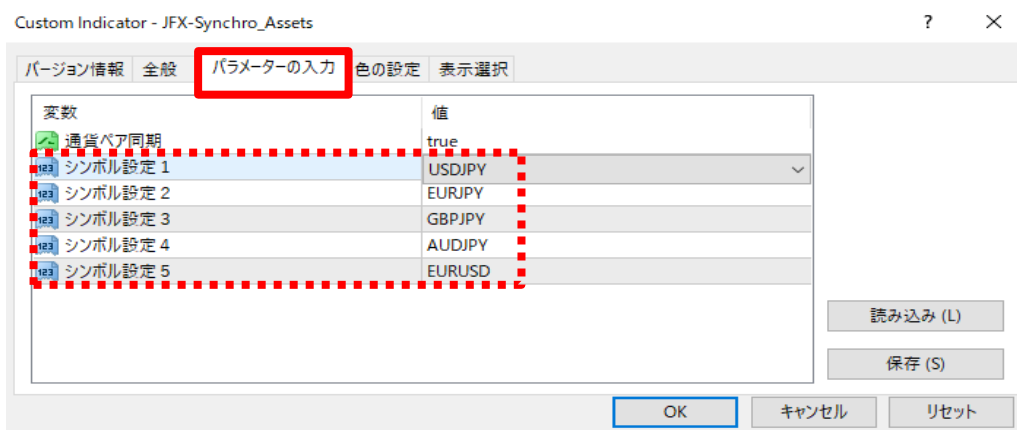 Custom Indicator - JFX-Synchro_Assets ? ×
バージョン情報 全般 パラメーターの入力 色の設定 表示選択
変数 値
通貨ペア同期 true
123 シンボル設定 1 USDJPY
123 シンボル設定 2 EURJPY
123 シンボル設定 3 GBPJPY
123 シンボル設定 4 AUDJPY
123 シンボル設定 5 EURUSD
読み込み (L)
保存 (S)
OK キャンセル リセット